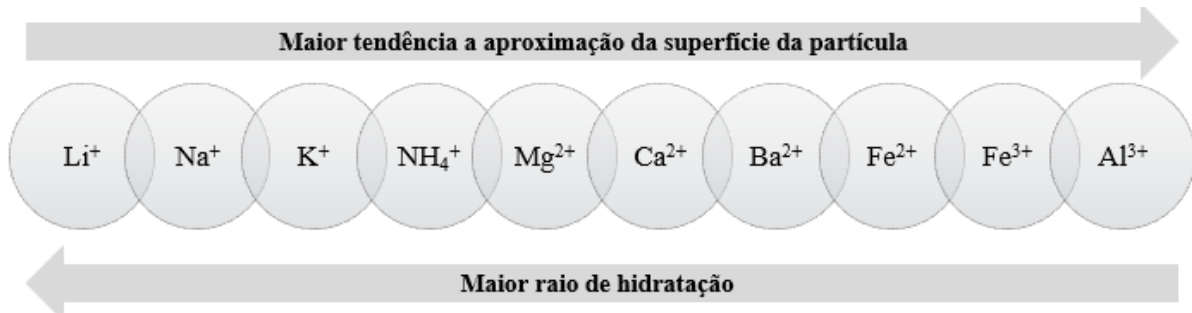 Maior tendência a aproximação da superfície da partícula
Li⁺ Na⁺ K⁺ NH₄⁺ Mg²⁺ Ca²⁺ Ba²⁺ Fe²⁺ Fe³⁺ Al³⁺
Maior raio de hidratação